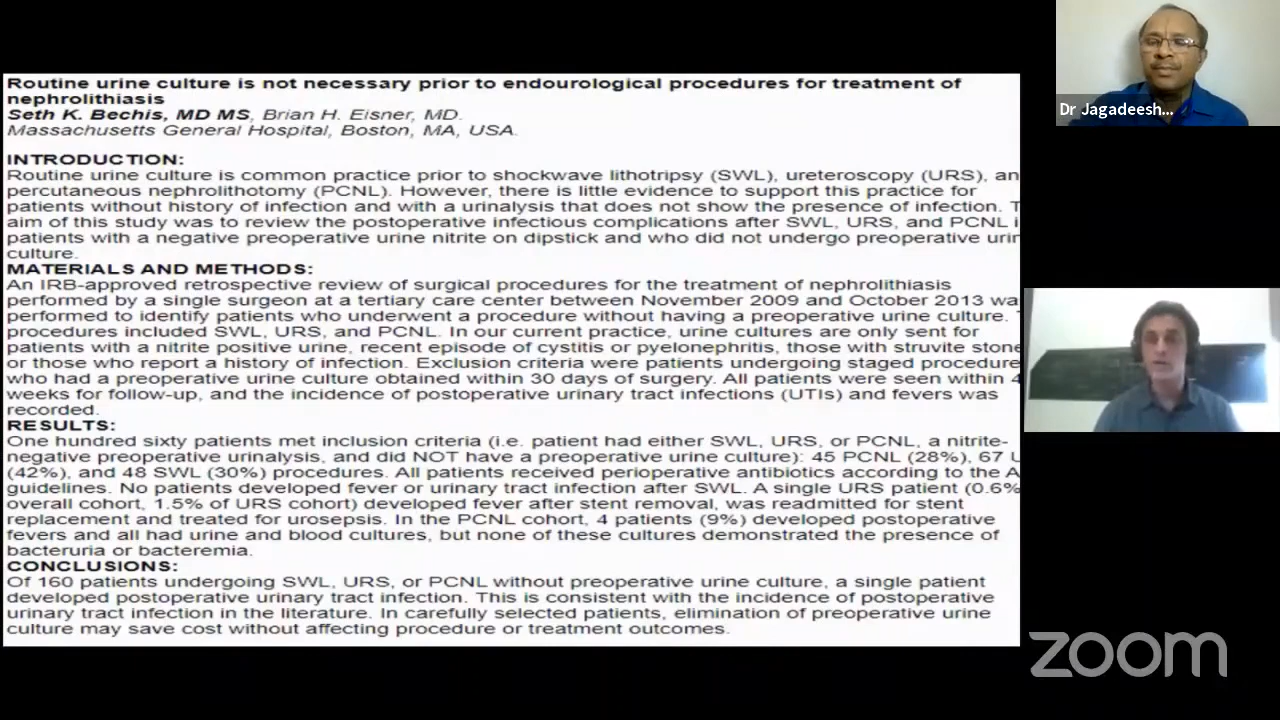 Routine urine culture is not necessary prior to endourological procedures for treatment of
nephrolithiasis
Seth K. Bechis, MD MS, Brian H. Eisner, MD.
Massachusetts General Hospital, Boston, MA, USA.
INTRODUCTION:
Routine urine culture is common practice prior to shockwave lithotripsy (SWL), ureteroscopy (URS), an
percutaneous nephrolithotomy (PCNL). However, there is little evidence to support this practice for
patients without history of infection and with a urinalysis that does not show the presence of infection. T
aim of this study was to review the postoperative infectious complications after SWL, URS, and PCNL i
patients with a negative preoperative urine nitrite on dipstick and who did not undergo preoperative urin
culture.
MATERIALS AND METHODS:
An IRB-approved retrospective review of surgical procedures for the treatment of nephrolithiasis
performed by a single surgeon at a tertiary care center between November 2009 and October 2013 wa
performed to identify patients who underwent a procedure without having a preoperative urine culture.
procedures included SWL, URS, and PCNL. In our current practice, urine cultures are only sent for
patients with a nitrite positive urine, recent episode of cystitis or pyelonephritis, those with struvite stone
or those who report a history of infection. Exclusion criteria were patients undergoing staged procedure
who had a preoperative urine culture obtained within 30 days of surgery. All patients were seen within 4
weeks for follow-up, and the incidence of postoperative urinary tract infections (UTIs) and fevers was
recorded.
RESULTS:
One hundred sixty patients met inclusion criteria (i.e. patient had either SWL, URS, or PCNL, a nitrite-
negative preoperative urinalysis, and did NOT have a preoperative urine culture): 45 PCNL (28%), 67 U
(42%), and 48 SWL (30%) procedures. All patients received perioperative antibiotics according to the A
guidelines. No patients developed fever or urinary tract infection after SWL. A single URS patient (0.6%
overall cohort, 1.5% of URS cohort) developed fever after stent removal, was readmitted for stent
replacement and treated for urosepsis. In the PCNL cohort, 4 patients (9%) developed postoperative
fevers and all had urine and blood cultures, but none of these cultures demonstrated the presence of
bacteruria or bacteremia.
CONCLUSIONS:
Of 160 patients undergoing SWL, URS, or PCNL without preoperative urine culture, a single patient
developed postoperative urinary tract infection. This is consistent with the incidence of postoperative
urinary tract infection in the literature. In carefully selected patients, elimination of preoperative urine
culture may save cost without affecting procedure or treatment outcomes.
Dr Jagadeesh...
zoom